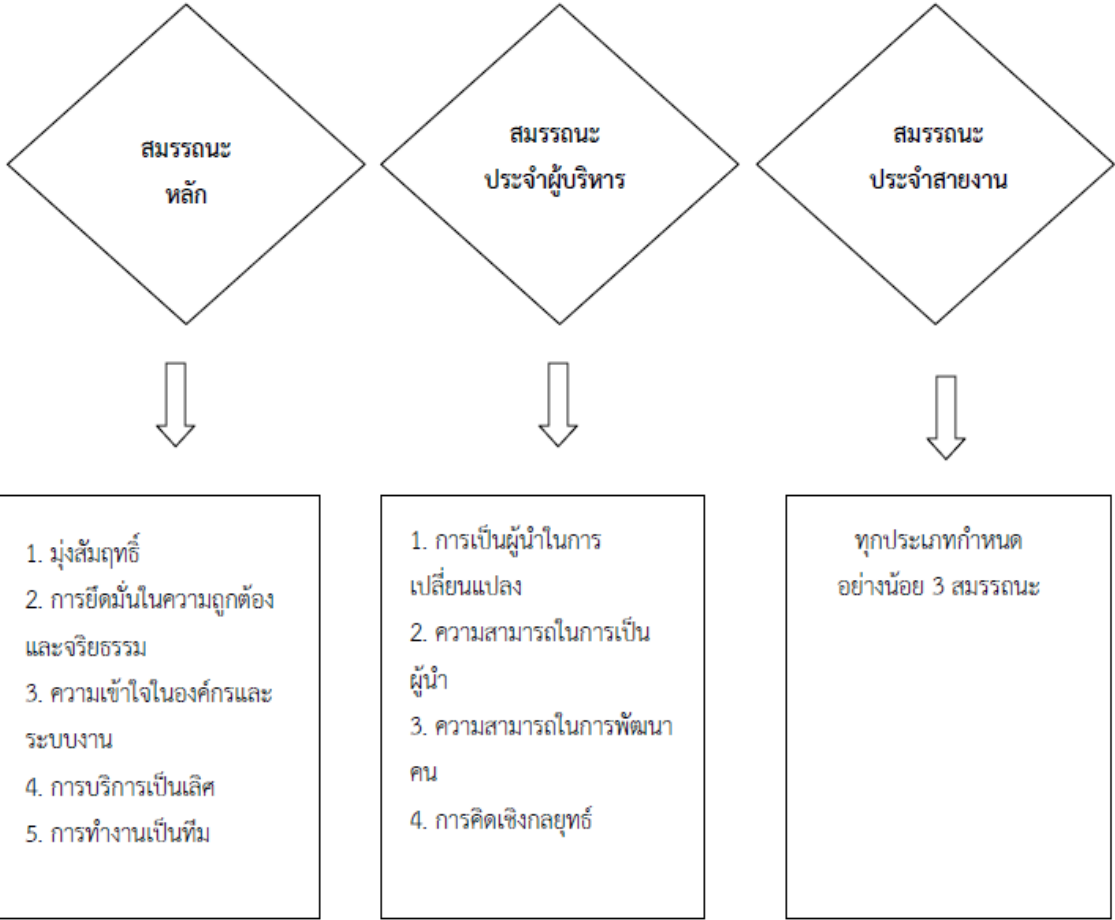 สมรรถนะ
หลัก
สมรรถนะ
ประจำผู้บริหาร
สมรรถนะ
ประจำสายงาน
1. มุ่งสัมฤทธิ์
2. การยึดมั่นในความถูกต้อง
และจริยธรรม
3. ความเข้าใจในองค์กรและ
ระบบงาน
4. การบริการเป็นเลิศ
5. การทำงานเป็นทีม
1. การเป็นผู้นำในการ
เปลี่ยนแปลง
2. ความสามารถในการเป็น
ผู้นำ
3. ความสามารถในการพัฒนา
คน
4. การคิดเชิงกลยุทธ์
ทุกประเภทกำหนด
อย่างน้อย 3 สมรรถนะ